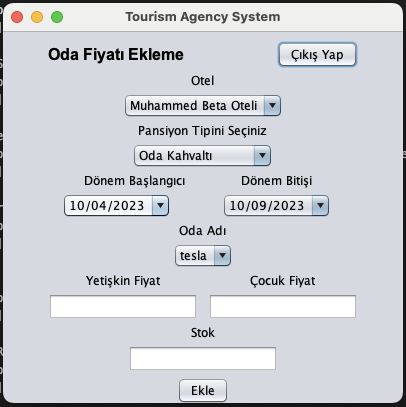 Tourism Agency System
Oda Fiyatı Ekleme
Çıkış Yap
Otel
Muhammed Beta Oteli
Pansiyon Tipini Seçiniz
Oda Kahvaltı
Dönem Başlangıcı Dönem Bitişi
10/04/2023 10/09/2023
Oda Adı
tesla
Yetişkin Fiyat Çocuk Fiyat
Stok
Ekle